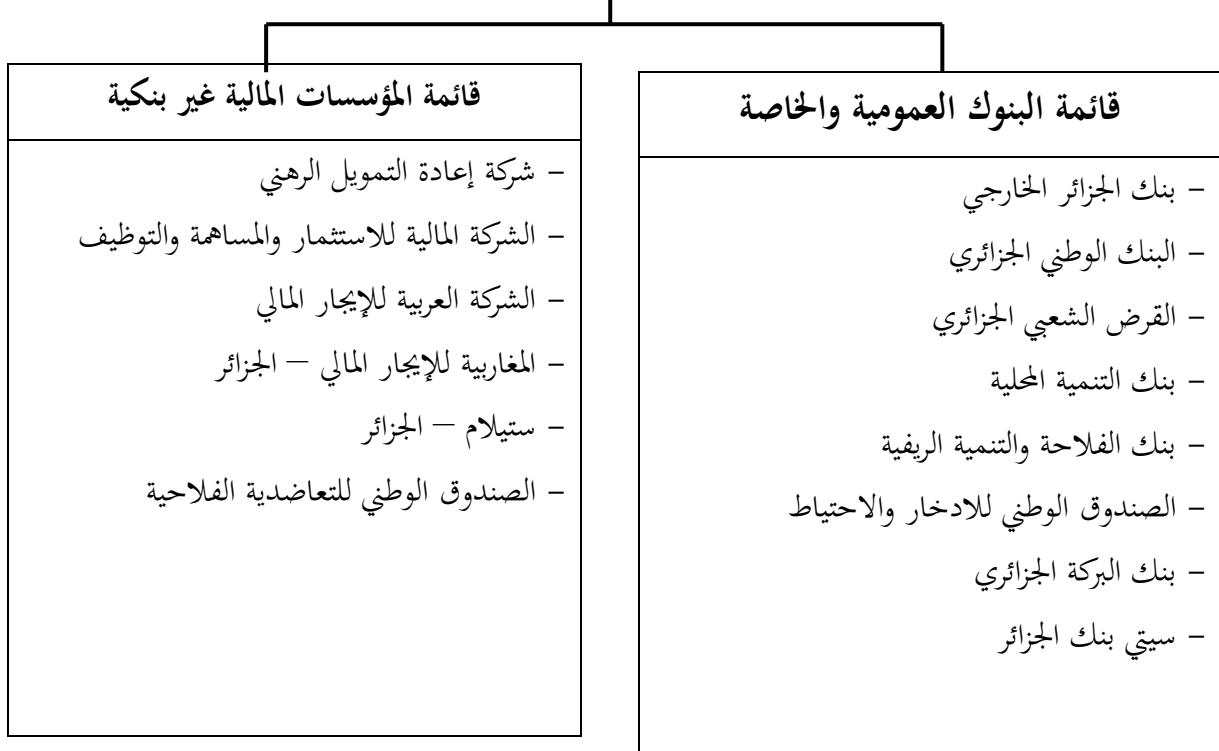 قائمة البنوك العمومية والخاصة
– بنك الجزائر الخارجي
– البنك الوطني الجزائري
– القرض الشعبي الجزائري
– بنك التنمية المحلية
– بنك الفلاحة والتنمية الريفية
– الصندوق الوطني للادخار والاحتياط
– بنك البركة الجزائري
– سيتي بنك الجزائر
قائمة المؤسسات المالية غير بنكية
– شركة إعادة التمويل الرهني
– الشركة المالية للاستثمار والمساهمة والتوظيف
– الشركة العربية للإيجار المالي
– المغاربية للإيجار المالي – الجزائر
– ستيلام – الجزائر
– الصندوق الوطني للتعاضدية الفلاحية